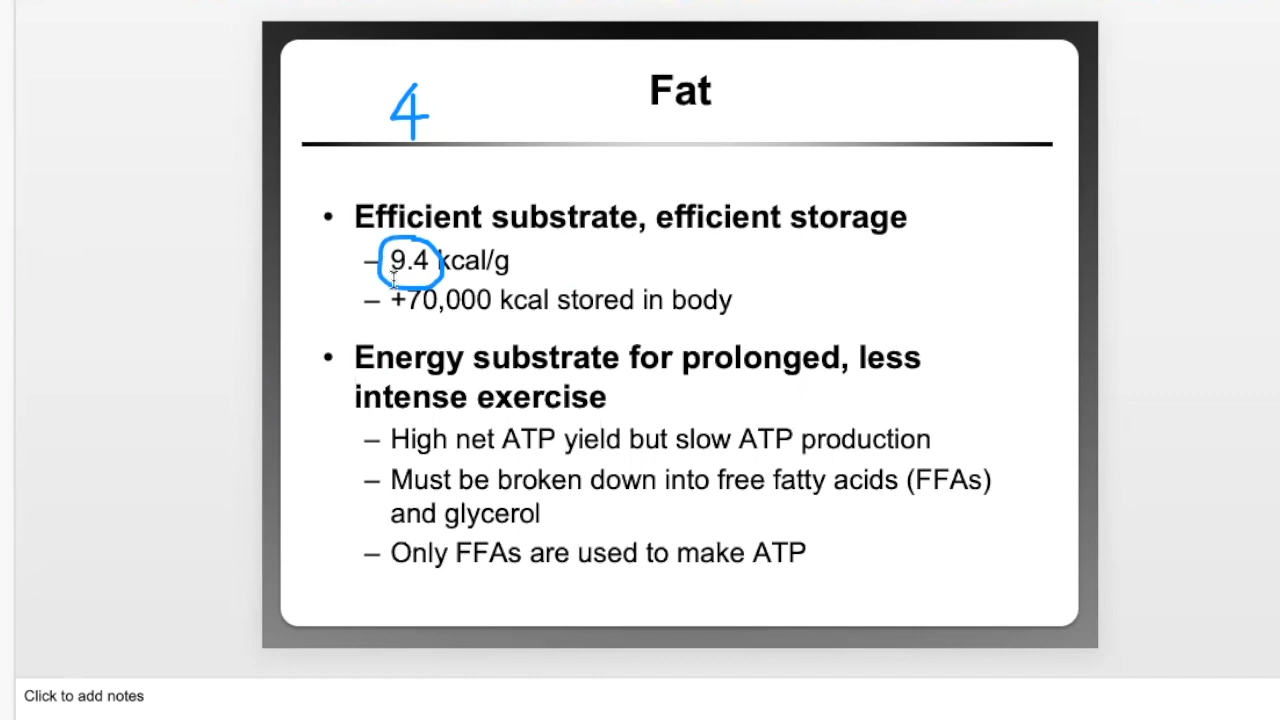 4
Fat
• Efficient substrate, efficient storage
– 9.4 kcal/g
– +70,000 kcal stored in body
• Energy substrate for prolonged, less
intense exercise
– High net ATP yield but slow ATP production
– Must be broken down into free fatty acids (FFAs)
and glycerol
– Only FFAs are used to make ATP
Click to add notes